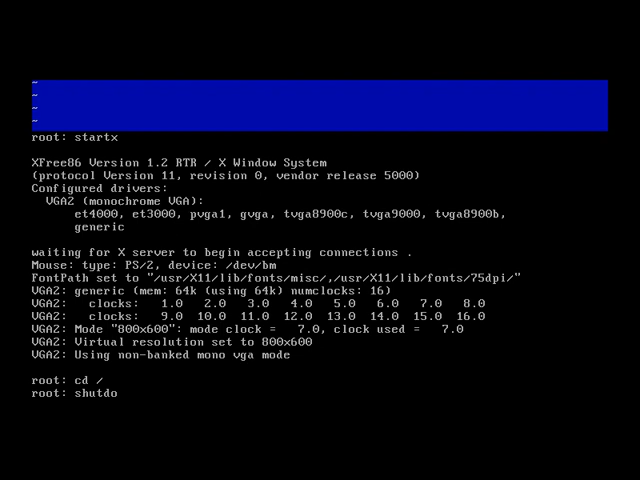 ~
~
~
~
root: startx
XFree86 Version 1.2 RTR / X Window System
(protocol Version 11, revision 0, vendor release 5000)
Configured drivers:
VGA2 (monochrome VGA):
et4000, et3000, pvga1, gvga, tvga8900c, tvga9000, tvga8900b,
generic
waiting for X server to begin accepting connections .
Mouse: type: PS/2, device: /dev/bm
FontPath set to "/usr/X11/lib/fonts/misc/,/usr/X11/lib/fonts/75dpi/"
VGA2: generic (mem: 64k (using 64k) numclocks: 16)
VGA2:   clocks:   1.0   2.0   3.0   4.0   5.0   6.0   7.0   8.0
VGA2:   clocks:   9.0  10.0  11.0  12.0  13.0  14.0  15.0  16.0
VGA2: Mode "800x600": mode clock =   7.0, clock used =   7.0
VGA2: Virtual resolution set to 800x600
VGA2: Using non-banked mono vga mode
root: cd /
root: shutdo